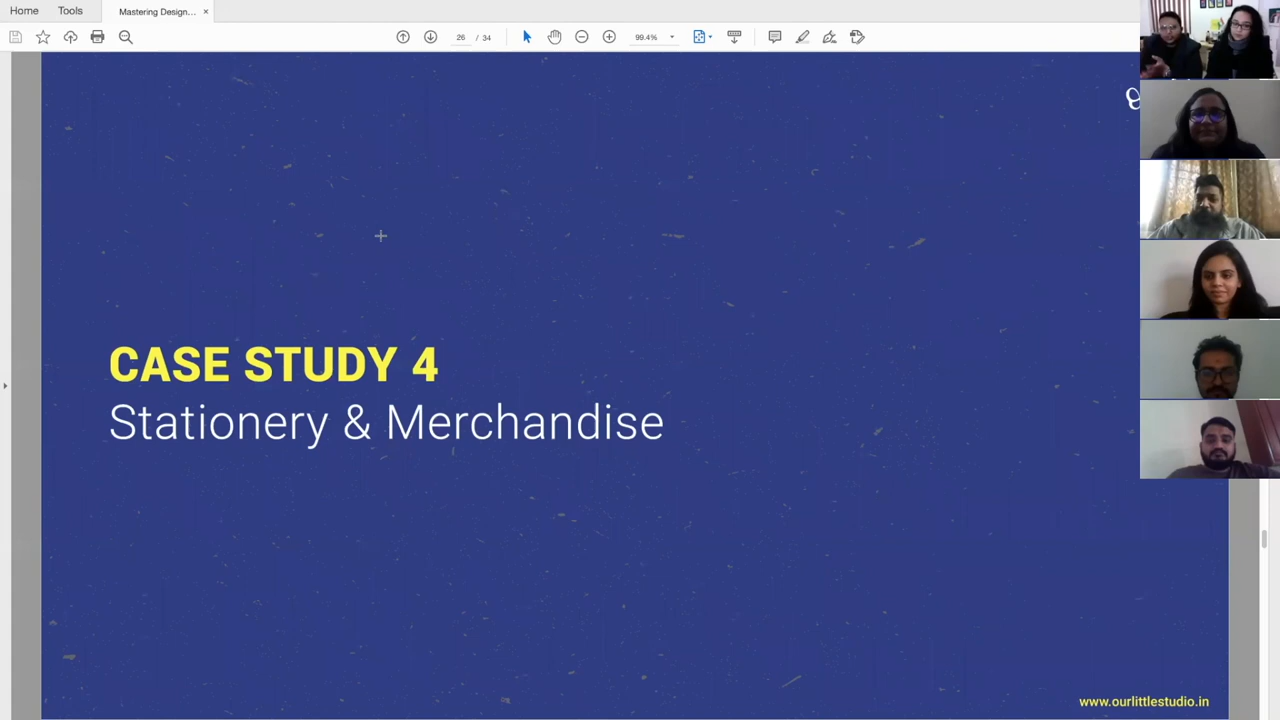 Home Tools Mastering Design... ×
26 / 34 99.4%
CASE STUDY 4
Stationery & Merchandise
www.ourlittlestudio.in